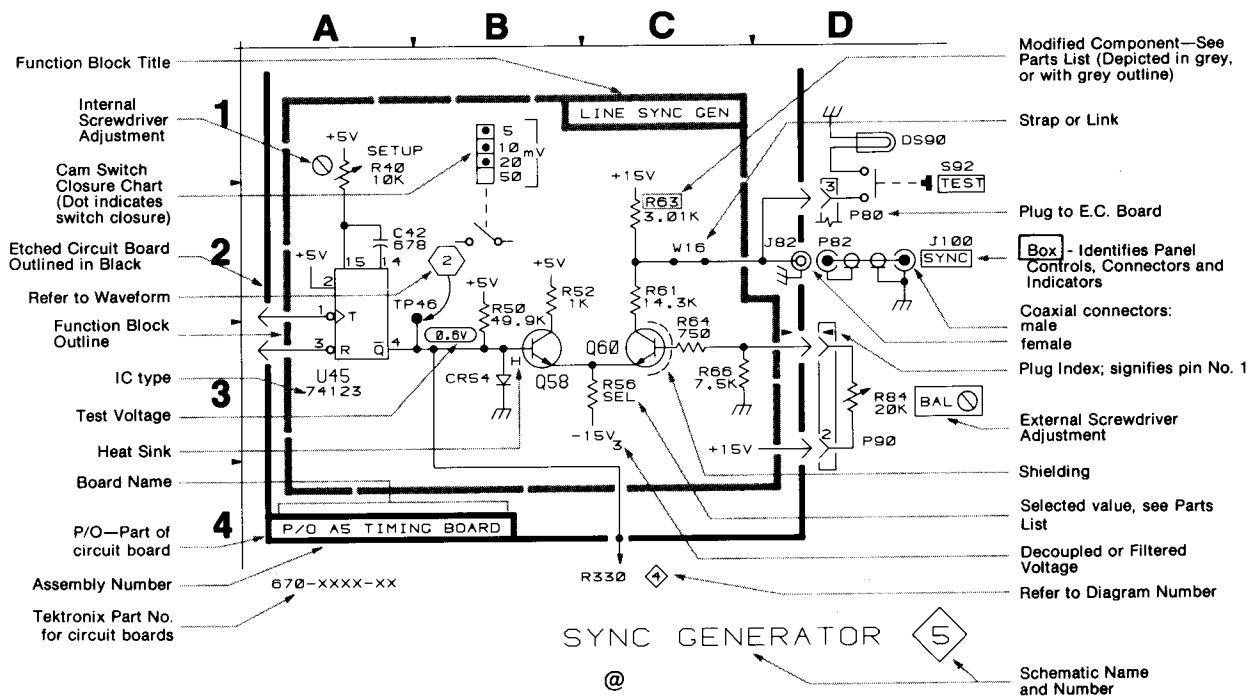 A
B
C
D
1
2
3
4
Function Block Title
Internal
Screwdriver
Adjustment
Cam Switch
Closure Chart
(Dot indicates
switch closure)
Etched Circuit Board
Outlined in Black
Refer to Waveform
Function Block
Outline
IC type
Test Voltage
Heat Sink
Board Name
P/O—Part of
circuit board
Assembly Number
Tektronix Part No.
for circuit boards
LINE SYNC GEN
+5V
SETUP
R40
10K
5
10
20
50
mV
C42
678
+5V
15
14
2
1
T
3
R
Q̅
4
U45
74123
2
TP46
0.6V
+5V
R50
49.9K
+5V
R52
1K
H
CR54
Q58
+15V
R63
3.01K
W16
R61
14.3K
Q60
R64
750
R66
7.5K
R56
SEL
-15V
3
+15V
DS90
S92
TEST
3
P80
J82
P82
J100
SYNC
R84
20K
BAL
2
P90
P/O A5 TIMING BOARD
670-XXXX-XX
R330
4
SYNC GENERATOR
5
@
Modified Component—See
Parts List (Depicted in grey,
or with grey outline)
Strap or Link
Plug to E.C. Board
Box - Identifies Panel
Controls, Connectors and
Indicators
Coaxial connectors:
male
female
Plug Index; signifies pin No. 1
External Screwdriver
Adjustment
Shielding
Selected value, see Parts
List
Decoupled or Filtered
Voltage
Refer to Diagram Number
Schematic Name
and Number